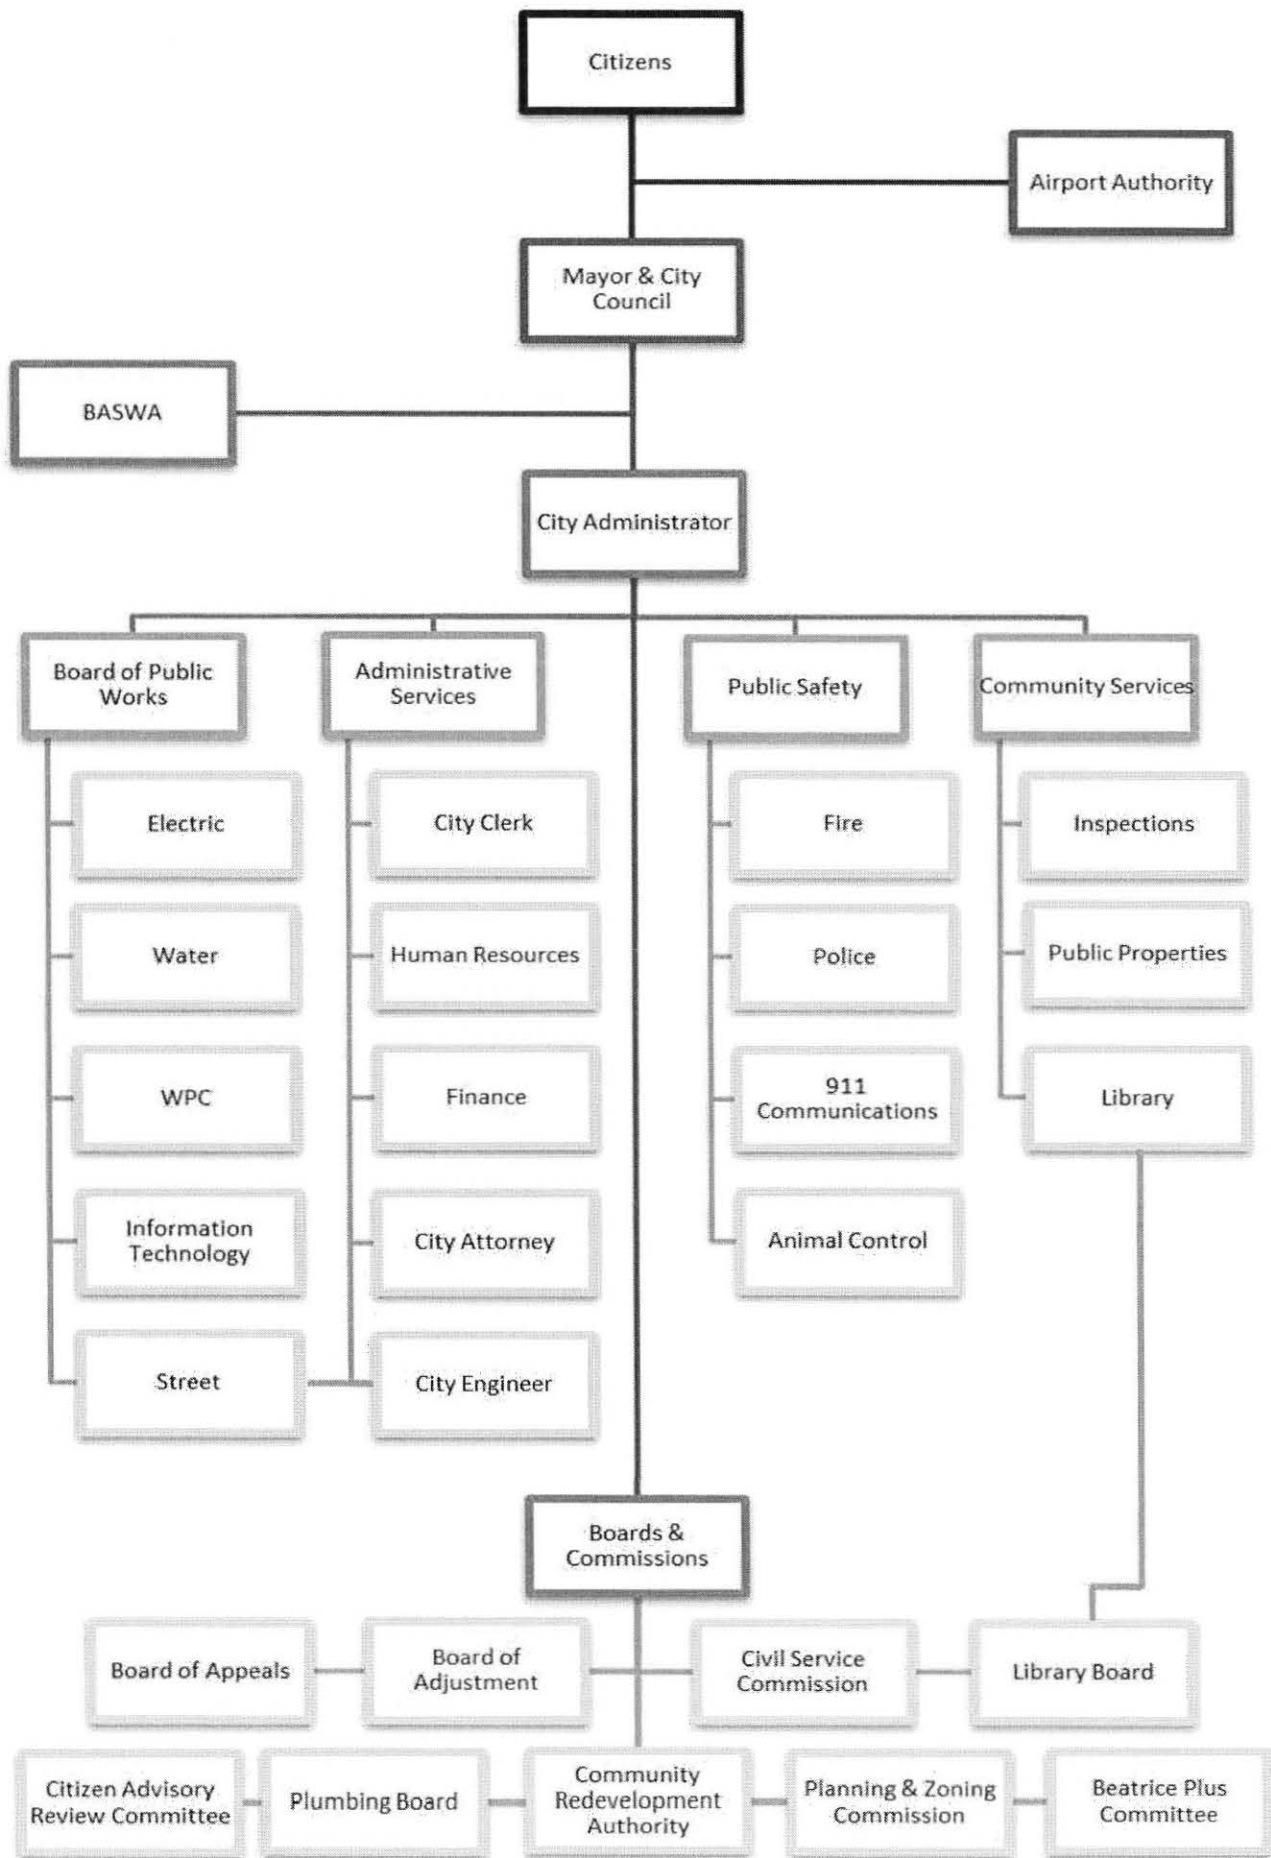 Citizens
Airport Authority
Mayor & City
Council
BASWA
City Administrator
Board of Public
Works
Administrative
Services
Public Safety
Community Services
Electric
City Clerk
Fire
Inspections
Water
Human Resources
Police
Public Properties
WPC
Finance
911
Communications
Library
Information
Technology
City Attorney
Animal Control
Street
City Engineer
Boards &
Commissions
Board of Appeals
Board of
Adjustment
Civil Service
Commission
Library Board
Citizen Advisory
Review Committee
Plumbing Board
Community
Redevelopment
Authority
Planning & Zoning
Commission
Beatrice Plus
Committee